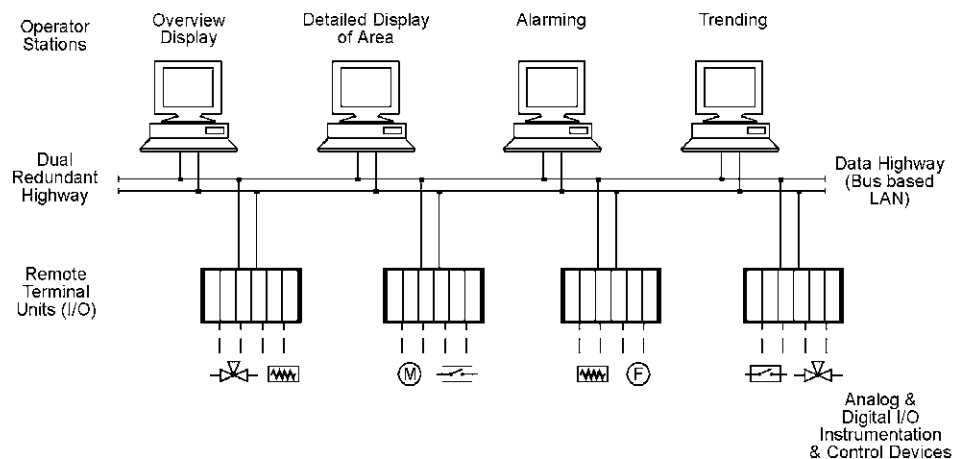 Operator
Stations
Overview
Display
Detailed Display
of Area
Alarming
Trending
Dual
Redundant
Highway
Data Highway
(Bus based
LAN)
Remote
Terminal
Units (I/O)
M
F
Analog &
Digital I/O
Instrumentation
& Control Devices